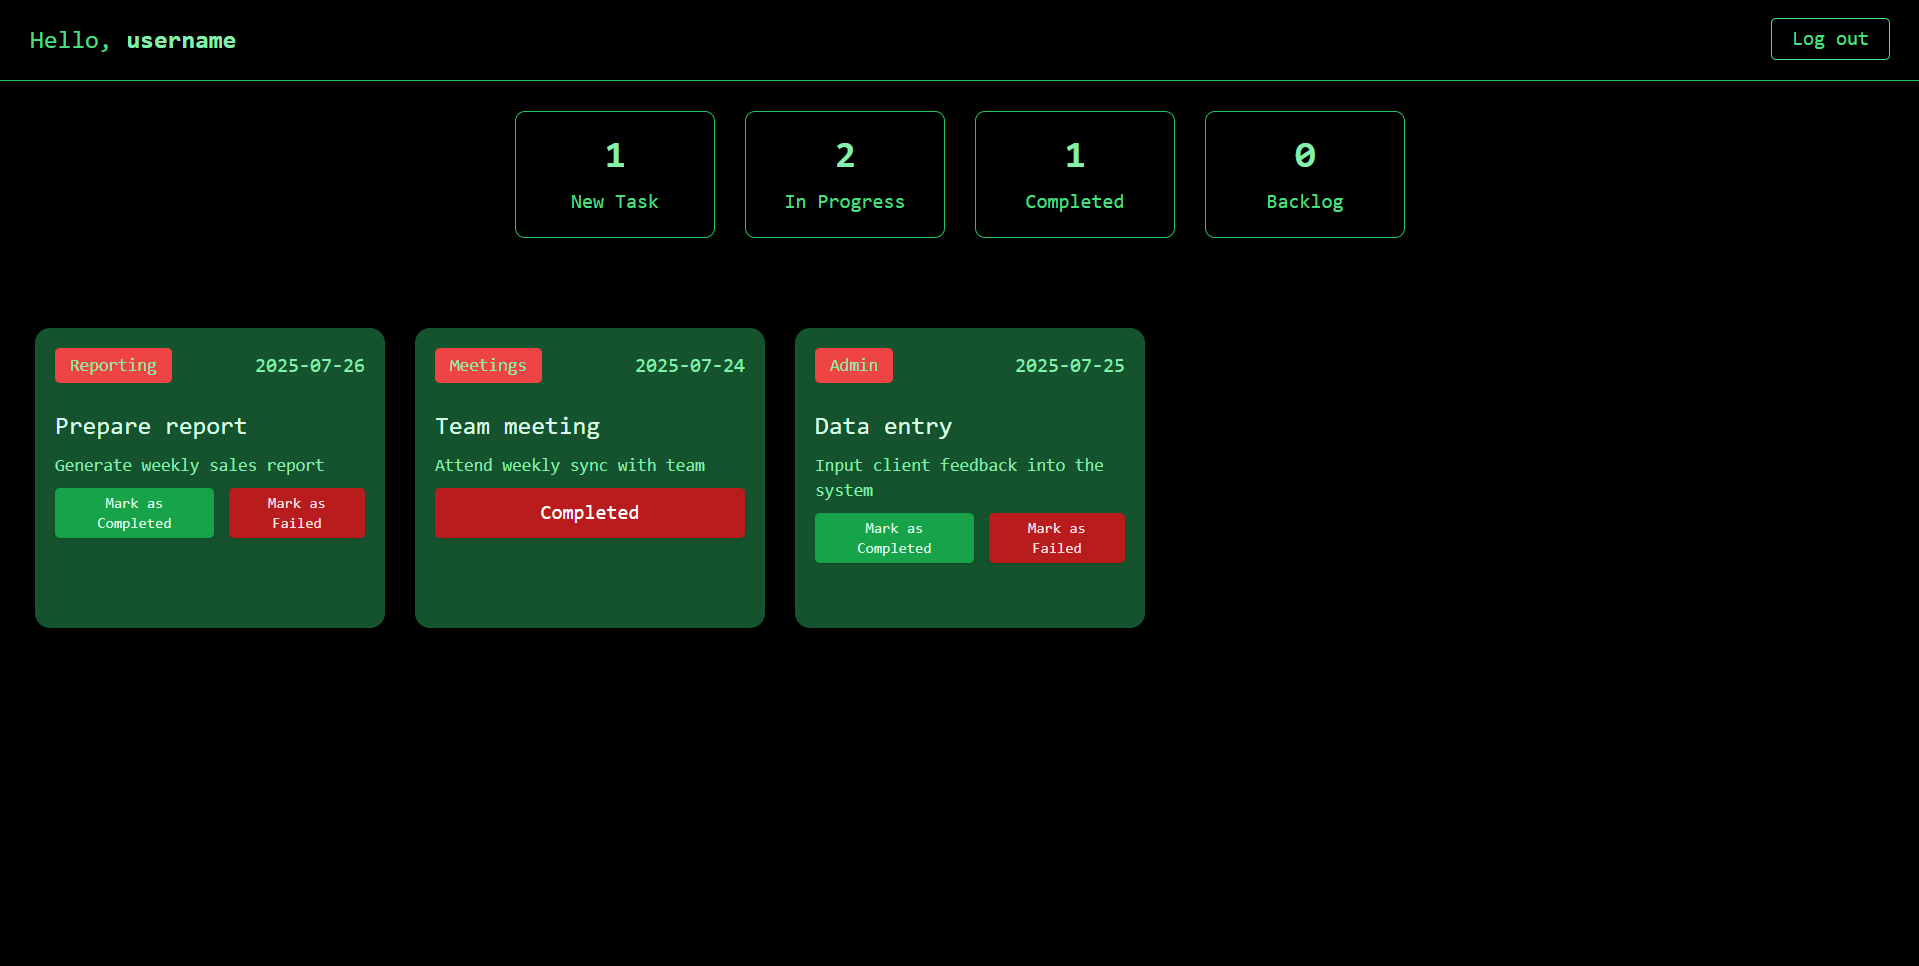 Hello, username
Log out
1
New Task
2
In Progress
1
Completed
0
Backlog
Reporting
2025-07-26
Prepare report
Generate weekly sales report
Mark as
Completed
Mark as
Failed
Meetings
2025-07-24
Team meeting
Attend weekly sync with team
Completed
Admin
2025-07-25
Data entry
Input client feedback into the
system
Mark as
Completed
Mark as
Failed